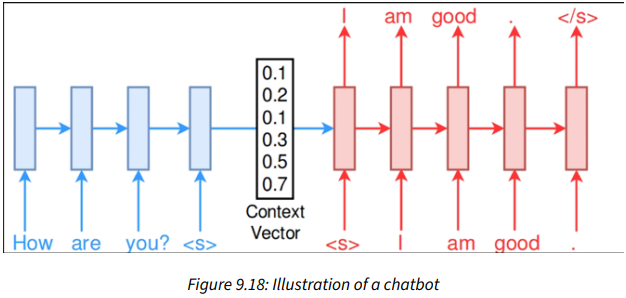 I am good . </s>
0.1
0.2
0.1
0.3
0.5
0.7
Context
Vector
How are you? <s>
<s> I am good .
Figure 9.18: Illustration of a chatbot